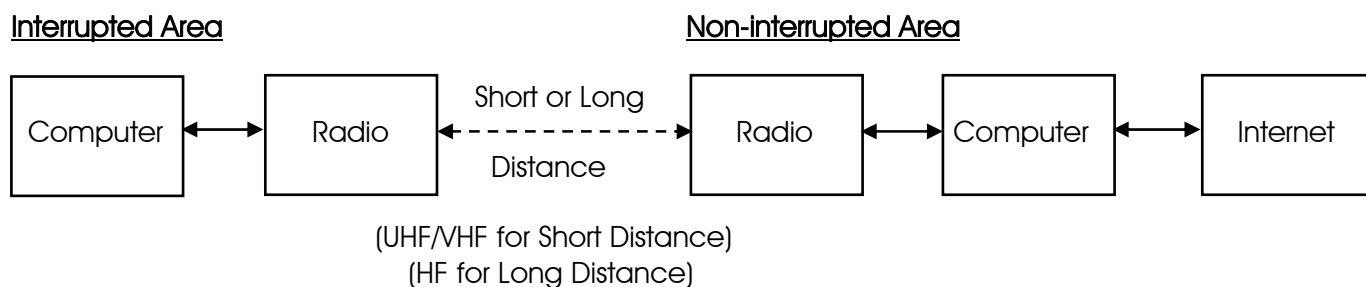 Interrupted Area
Non-interrupted Area
Computer
Radio
Short or Long
Distance
Radio
Computer
Internet
(UHF/VHF for Short Distance)
(HF for Long Distance)